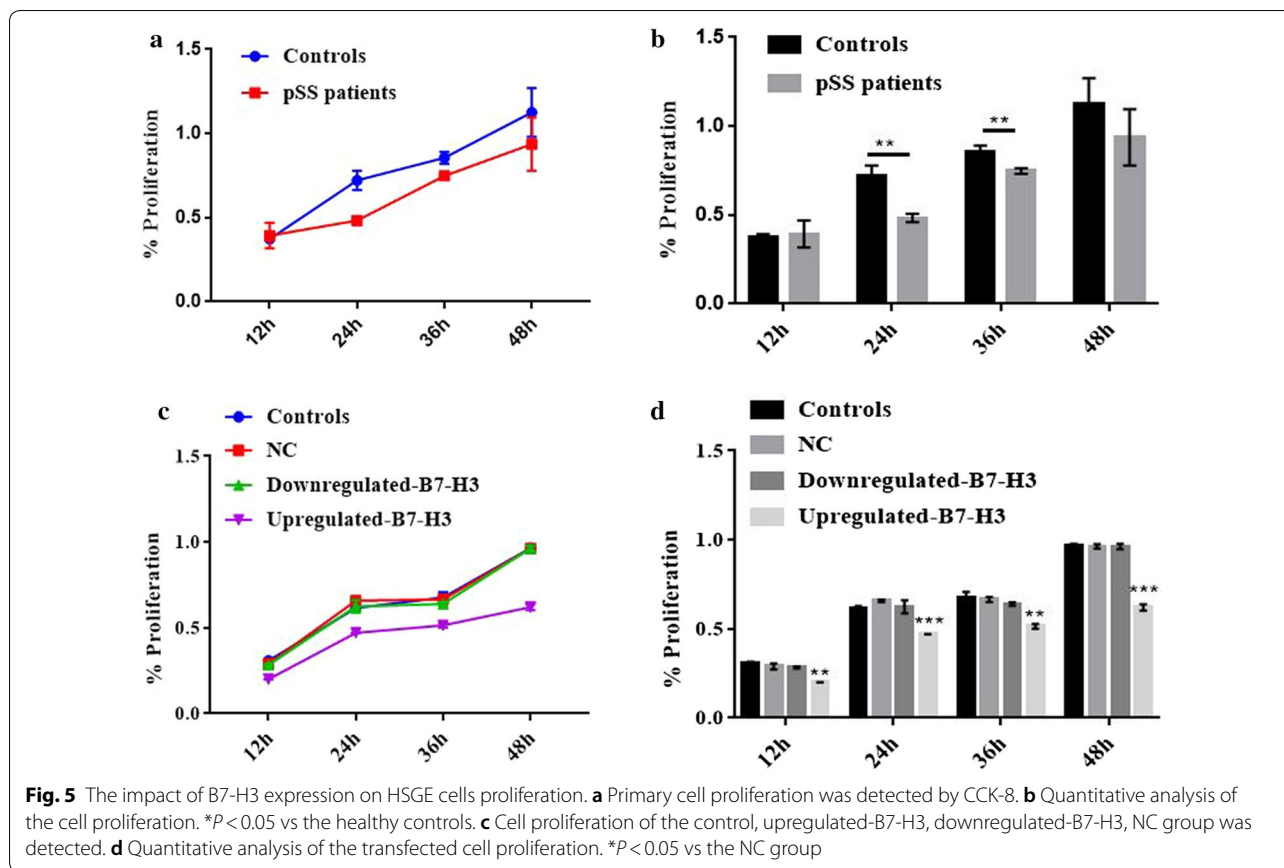 a
1.5
1.0
0.5
0.0
% Proliferation
Controls
pSS patients
12h
24h
36h
48h
b
1.5
1.0
0.5
0.0
% Proliferation
Controls
pSS patients
**
**
12h
24h
36h
48h
c
Controls
NC
Downregulated-B7-H3
Upregulated-B7-H3
1.5
1.0
0.5
0.0
% Proliferation
12h
24h
36h
48h
d
Controls
NC
Downregulated-B7-H3
Upregulated-B7-H3
1.5
1.0
0.5
0.0
% Proliferation
**
***
**
***
12h
24h
36h
48h
Fig. 5 The impact of B7-H3 expression on HSGE cells proliferation. a Primary cell proliferation was detected by CCK-8. b Quantitative analysis of
the cell proliferation. *P < 0.05 vs the healthy controls. c Cell proliferation of the control, upregulated-B7-H3, downregulated-B7-H3, NC group was
detected. d Quantitative analysis of the transfected cell proliferation. *P < 0.05 vs the NC group